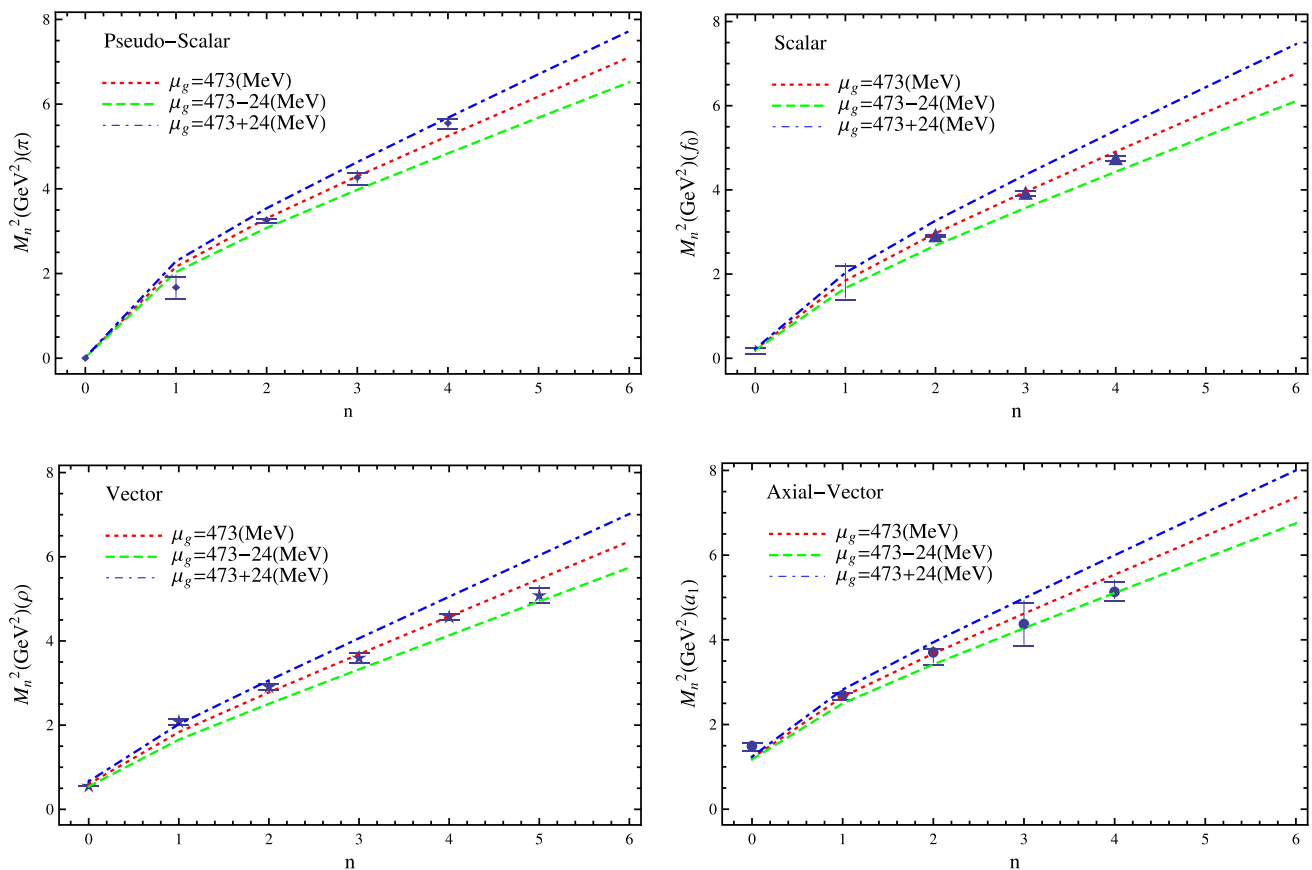 Pseudo-Scalar
μg=473(MeV)
μg=473-24(MeV)
μg=473+24(MeV)
Mn²(GeV²)(π)
8
6
4
2
0
0 1 2 3 4 5 6
n
Scalar
μg=473(MeV)
μg=473-24(MeV)
μg=473+24(MeV)
Mn²(GeV²)(f0)
8
6
4
2
0
0 1 2 3 4 5 6
n
Vector
μg=473(MeV)
μg=473-24(MeV)
μg=473+24(MeV)
Mn²(GeV²)(ρ)
8
6
4
2
0
0 1 2 3 4 5 6
n
Axial-Vector
μg=473(MeV)
μg=473-24(MeV)
μg=473+24(MeV)
Mn²(GeV²)(a1)
8
6
4
2
0
0 1 2 3 4 5 6
n